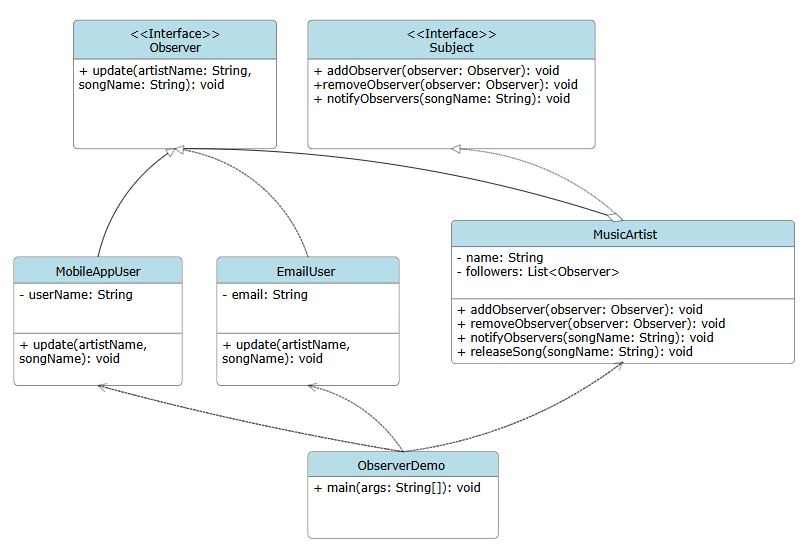 <<Interface>>
Observer
+ update(artistName: String,
songName: String): void
<<Interface>>
Subject
+ addObserver(observer: Observer): void
+removeObserver(observer: Observer): void
+ notifyObservers(songName: String): void
MusicArtist
- name: String
- followers: List<Observer>
+ addObserver(observer: Observer): void
+ removeObserver(observer: Observer): void
+ notifyObservers(songName: String): void
+ releaseSong(songName: String): void
MobileAppUser
- userName: String
+ update(artistName,
songName): void
EmailUser
- email: String
+ update(artistName,
songName): void
ObserverDemo
+ main(args: String[]): void